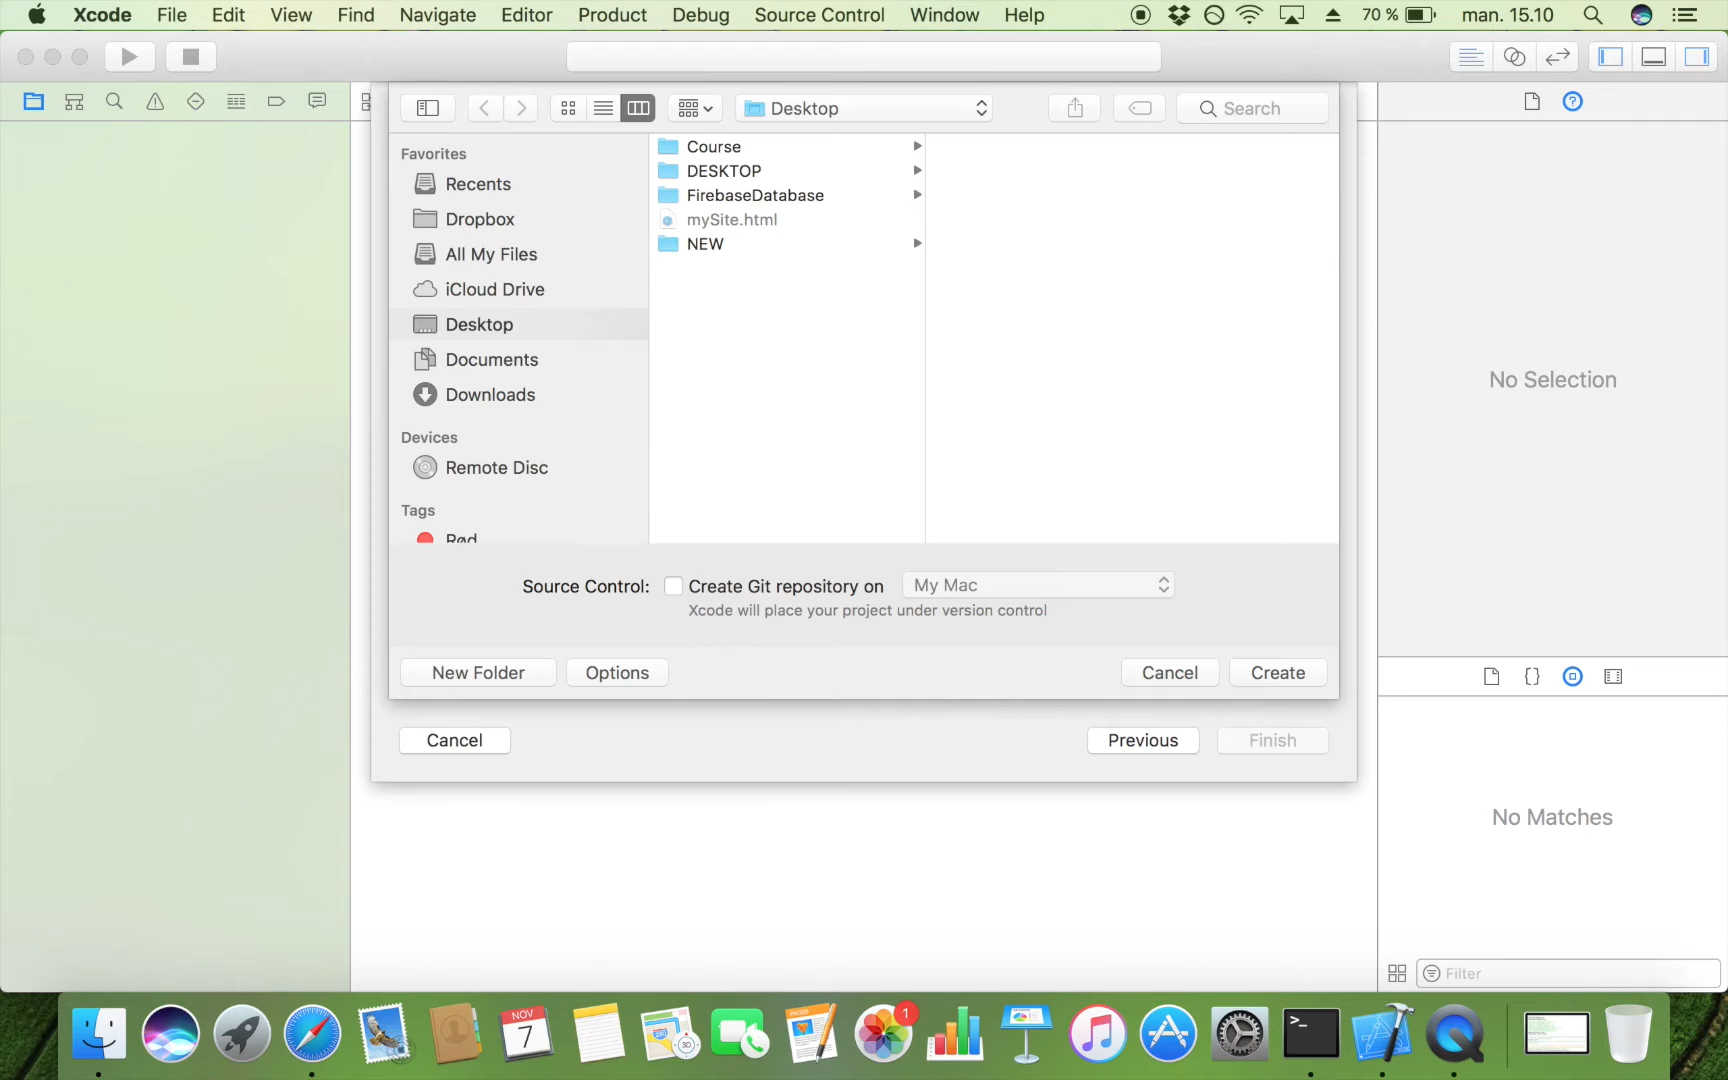 Xcode File Edit View Find Navigate Editor Product Debug Source Control Window Help 70 % man. 15.10
Desktop
Search
Favorites
Recents
Dropbox
All My Files
iCloud Drive
Desktop
Documents
Downloads
Devices
Remote Disc
Tags
Rød
Course
DESKTOP
FirebaseDatabase
mySite.html
NEW
Source Control: Create Git repository on My Mac
Xcode will place your project under version control
New Folder Options Cancel Create
Cancel Previous Finish
No Selection
No Matches
Filter
NOV
7
3D
1
>_